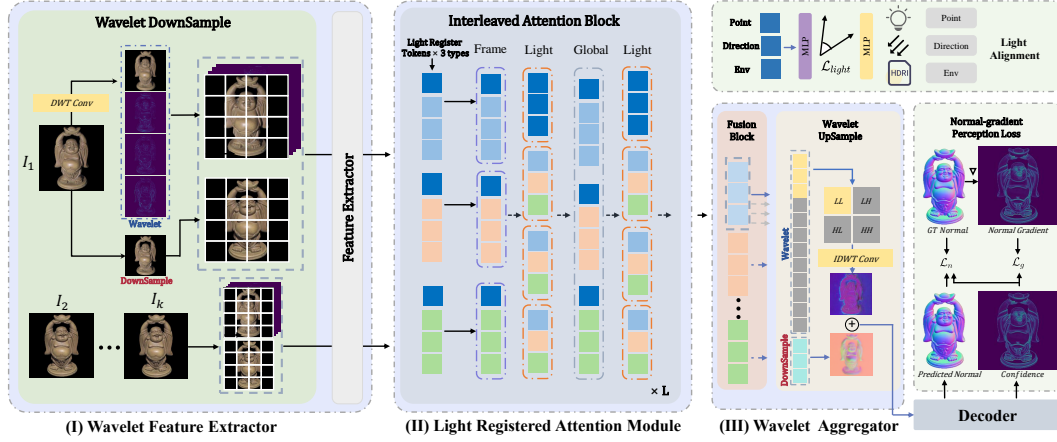 Wavelet DownSample
DWT Conv
I1
Wavelet
DownSample
I2
Ik
Feature Extractor
(I) Wavelet Feature Extractor
Interleaved Attention Block
Light Register
Tokens × 3 types
Frame
Light
Global
Light
× L
(II) Light Registered Attention Module
Point
Direction
Env
MLP
ℒlight
MLP
HDRI
Point
Direction
Env
Light
Alignment
Fusion
Block
Wavelet
UpSample
Wavelet
DownSample
LL
LH
HL
HH
IDWT Conv
(III) Wavelet Aggregator
Normal-gradient
Perception Loss
∇
GT Normal
Normal Gradient
ℒn
ℒg
Predicted Normal
Confidence
Decoder